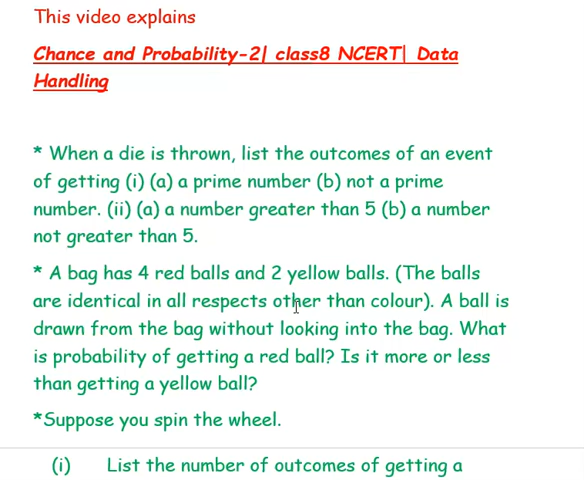 This video explains
Chance and Probability-2| class8 NCERT| Data
Handling
* When a die is thrown, list the outcomes of an event
of getting (i) (a) a prime number (b) not a prime
number. (ii) (a) a number greater than 5 (b) a number
not greater than 5.
* A bag has 4 red balls and 2 yellow balls. (The balls
are identical in all respects other than colour). A ball is
drawn from the bag without looking into the bag. What
is probability of getting a red ball? Is it more or less
than getting a yellow ball?
*Suppose you spin the wheel.
(i) List the number of outcomes of getting a